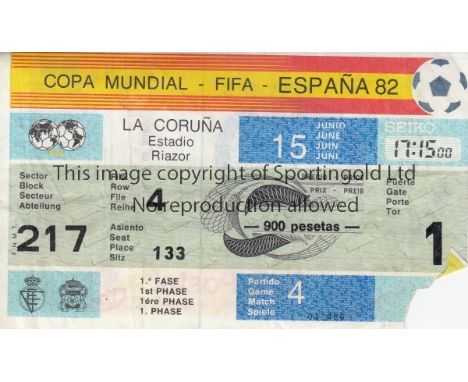 COPA MUNDIAL - FIFA - ESPAÑA 82
LA CORUÑA
Estadio
Riazor
15
JUNIO
JUNE
JUIN
JUNI
SEIKO
17:15 00
Sector
Block
Secteur
Abteilung
217
Row
File
Reihe
4
Asiento
Seat
Place
Sitz
133
PRIX - PREIS
900 pesetas
Puerta
Gate
Porte
Tor
1
This image copyright of Sportingold Ltd
No reproduction allowed
1.ª FASE
1st PHASE
1ére PHASE
1. PHASE
Partido
Game
Match
Spiele
4